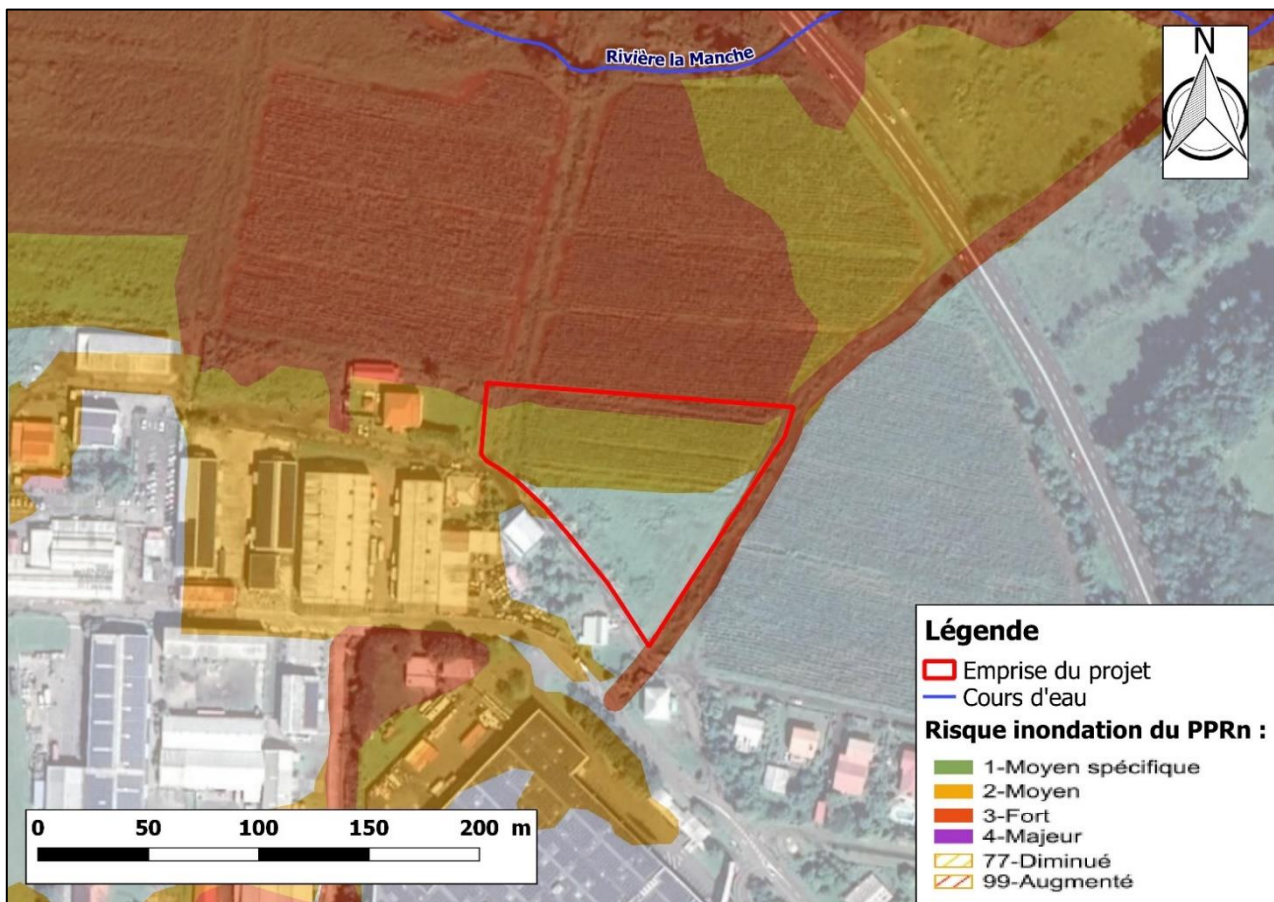 Rivière la Manche
N
Légende
Emprise du projet
Cours d'eau
Risque inondation du PPRn :
1-Moyen spécifique
2-Moyen
3-Fort
4-Majeur
77-Diminué
99-Augmenté
0 50 100 150 200 m